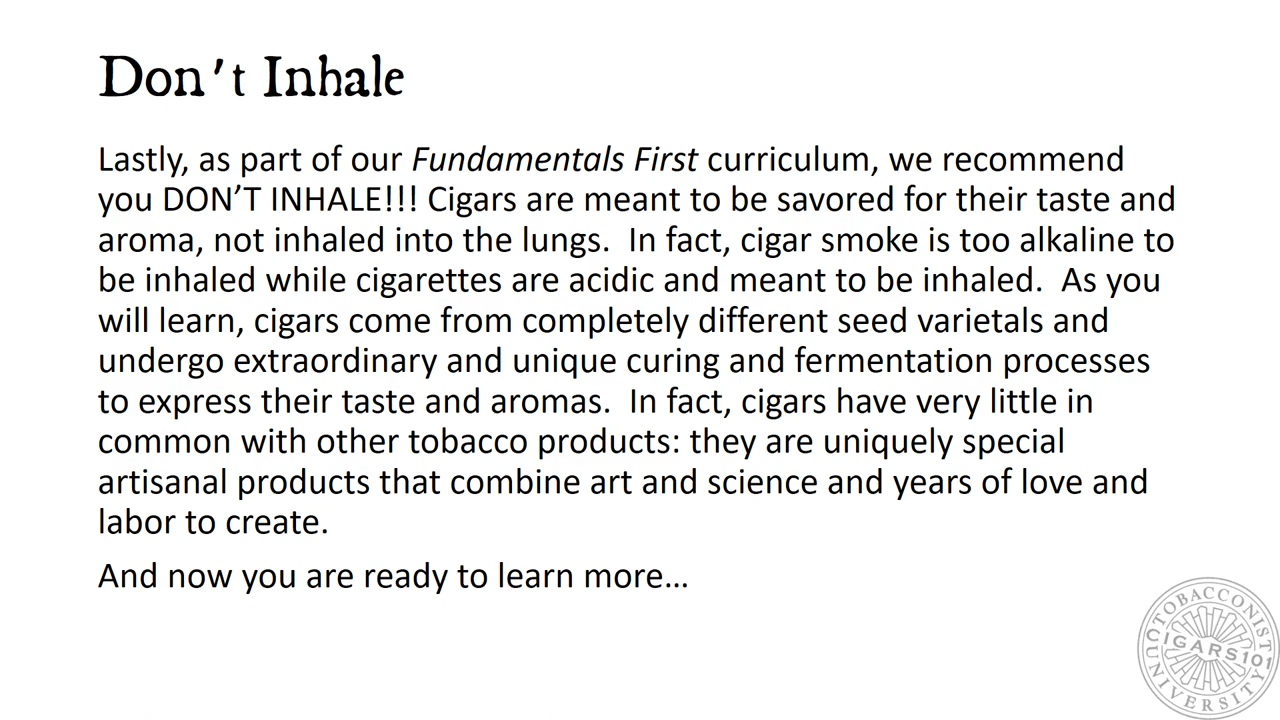 Don't Inhale
Lastly, as part of our Fundamentals First curriculum, we recommend
you DON’T INHALE!!! Cigars are meant to be savored for their taste and
aroma, not inhaled into the lungs.  In fact, cigar smoke is too alkaline to
be inhaled while cigarettes are acidic and meant to be inhaled.  As you
will learn, cigars come from completely different seed varietals and
undergo extraordinary and unique curing and fermentation processes
to express their taste and aromas.  In fact, cigars have very little in
common with other tobacco products: they are uniquely special
artisanal products that combine art and science and years of love and
labor to create.
And now you are ready to learn more…
TOBACCONIST
CIGARS101
UNIVERSITY